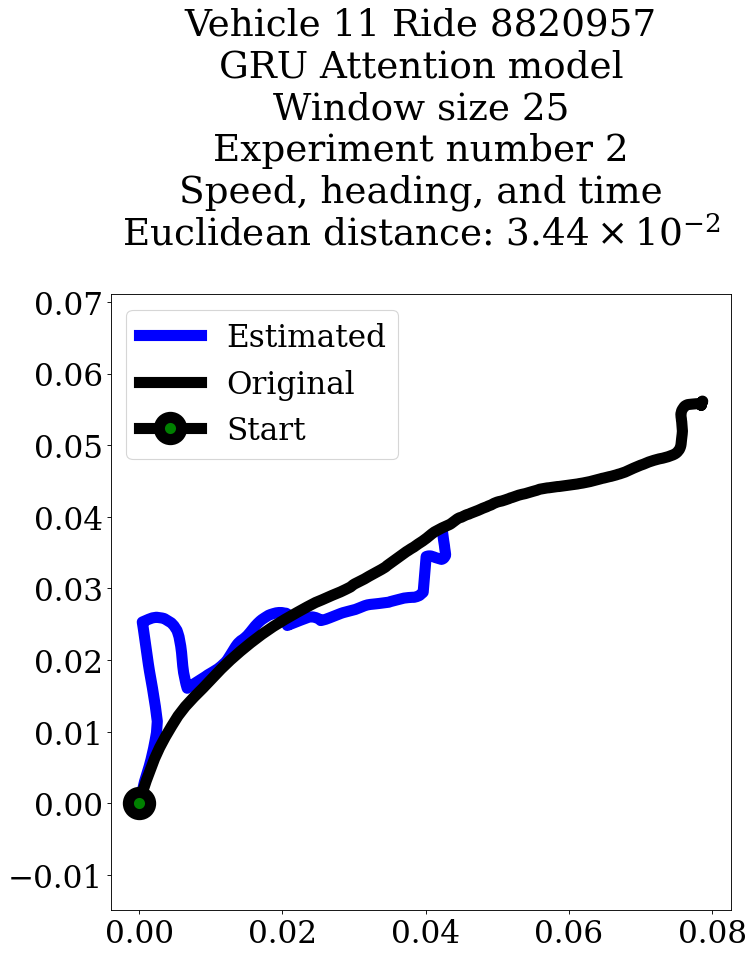 Vehicle 11 Ride 8820957
GRU Attention model
Window size 25
Experiment number 2
Speed, heading, and time
Euclidean distance: 3.44 × 10⁻²
0.07
0.06
0.05
0.04
0.03
0.02
0.01
0.00
−0.01
Estimated
Original
Start
0.00 0.02 0.04 0.06 0.08